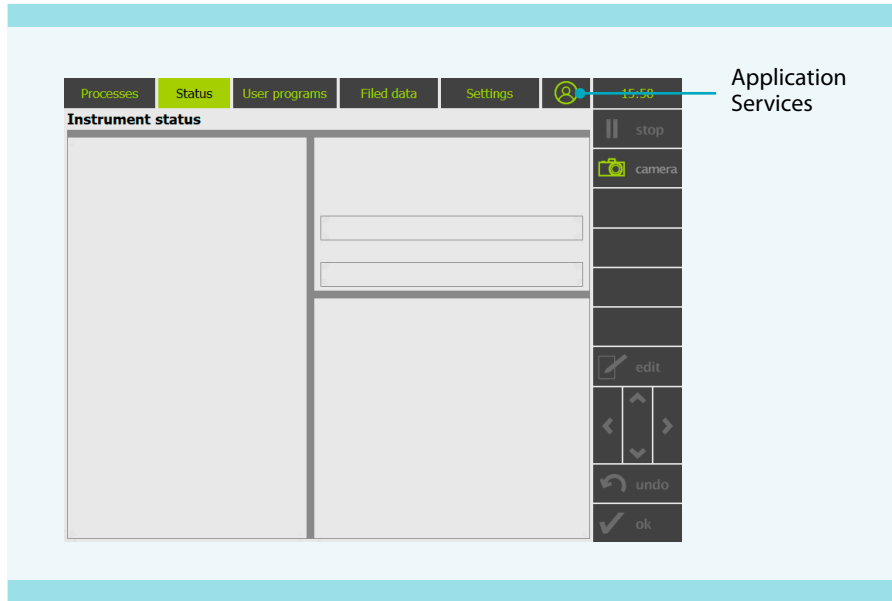 Processes
Status
User programs
Filed data
Settings
15:58
Application
Services
Instrument status
stop
camera
edit
undo
ok